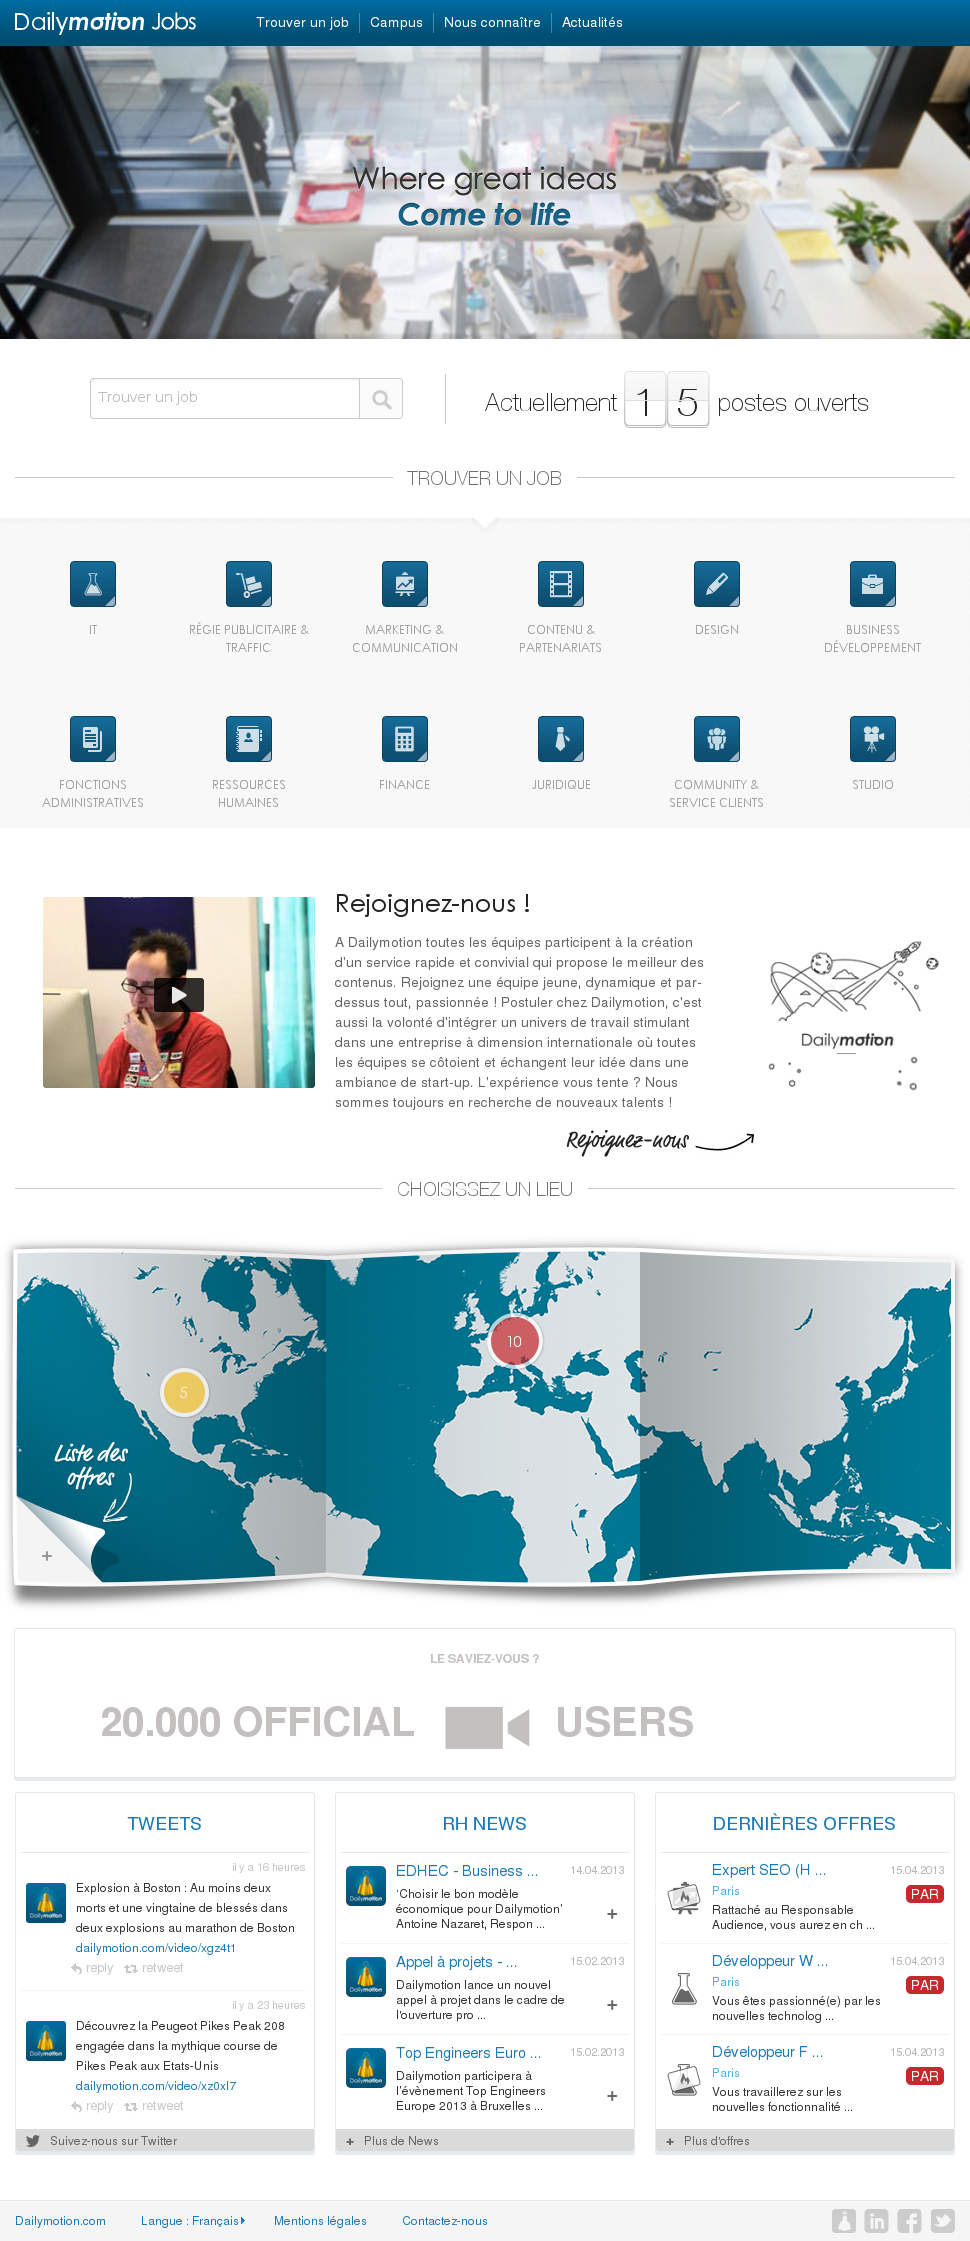 Dailymotion Jobs
Trouver un job
Campus
Nous connaître
Actualités
Where great ideas
Come to life
Trouver un job
Actuellement 15 postes ouverts
TROUVER UN JOB
IT
RÉGIE PUBLICITAIRE &
TRAFFIC
MARKETING &
COMMUNICATION
CONTENU &
PARTENARIATS
DESIGN
BUSINESS
DÉVELOPPEMENT
FONCTIONS
ADMINISTRATIVES
RESSOURCES
HUMAINES
FINANCE
JURIDIQUE
COMMUNITY &
SERVICE CLIENTS
STUDIO
Rejoignez-nous !
A Dailymotion toutes les équipes participent à la création
d'un service rapide et convivial qui propose le meilleur des
contenus. Rejoignez une équipe jeune, dynamique et par-
dessus tout, passionnée ! Postuler chez Dailymotion, c'est
aussi la volonté d'intégrer un univers de travail stimulant
dans une entreprise à dimension internationale où toutes
les équipes se côtoient et échangent leur idée dans une
ambiance de start-up. L'expérience vous tente ? Nous
sommes toujours en recherche de nouveaux talents !
Dailymotion
Rejoignez-nous
CHOISISSEZ UN LIEU
10
5
Liste des
offres
+
LE SAVIEZ-VOUS ?
20.000 OFFICIAL USERS
TWEETS
il y a 16 heures
Explosion à Boston : Au moins deux
morts et une vingtaine de blessés dans
deux explosions au marathon de Boston
dailymotion.com/video/xgz4t1
reply retweet
il y a 23 heures
Découvrez la Peugeot Pikes Peak 208
engagée dans la mythique course de
Pikes Peak aux Etats-Unis
dailymotion.com/video/xz0xl7
reply retweet
Suivez-nous sur Twitter
RH NEWS
EDHEC - Business ... 14.04.2013
'Choisir le bon modèle
économique pour Dailymotion'
Antoine Nazaret, Respon ...
+
Appel à projets - ... 15.02.2013
Dailymotion lance un nouvel
appel à projet dans le cadre de
l'ouverture pro ...
+
Top Engineers Euro ... 15.02.2013
Dailymotion participera à
l'évènement Top Engineers
Europe 2013 à Bruxelles ...
+
+ Plus de News
DERNIÈRES OFFRES
Expert SEO (H ... 15.04.2013
Paris
PAR
Rattaché au Responsable
Audience, vous aurez en ch ...
Développeur W ... 15.04.2013
Paris
PAR
Vous êtes passionné(e) par les
nouvelles technolog ...
Développeur F ... 15.04.2013
Paris
PAR
Vous travaillerez sur les
nouvelles fonctionnalité ...
+ Plus d'offres
Dailymotion.com
Langue : Français
Mentions légales
Contactez-nous